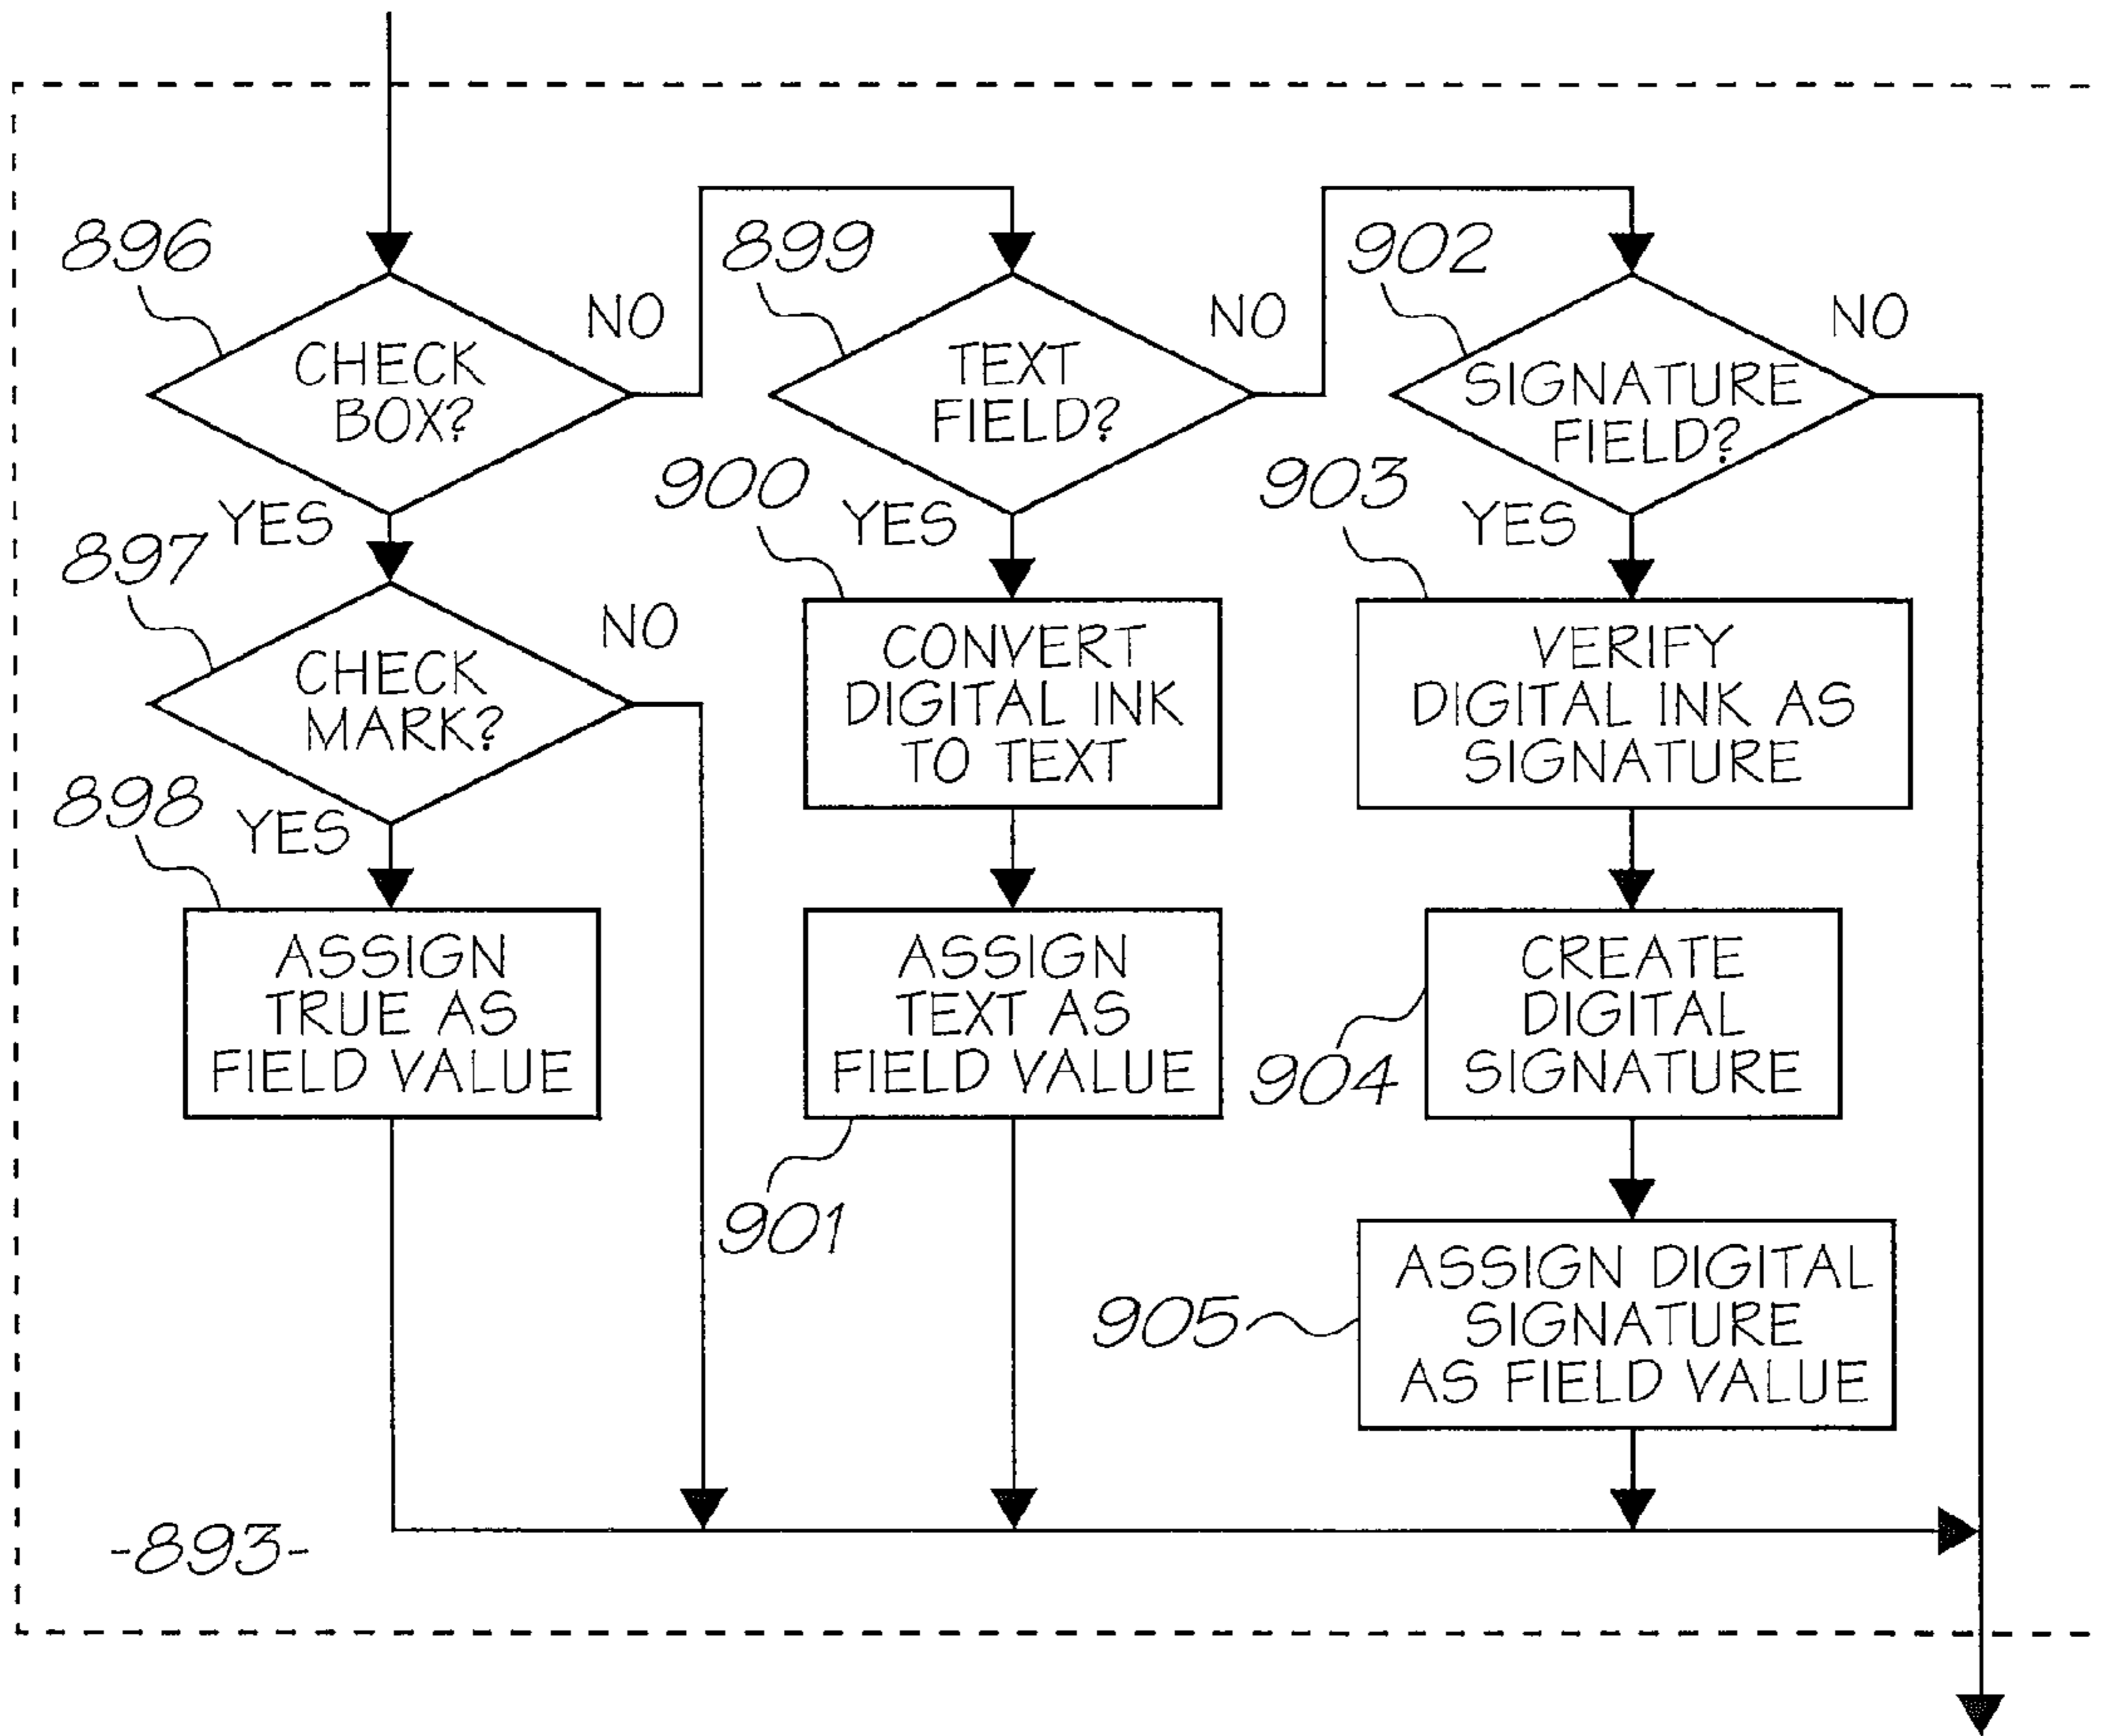 896
CHECK
BOX?
NO
YES
897
CHECK
MARK?
NO
YES
898
ASSIGN
TRUE AS
FIELD VALUE
899
TEXT
FIELD?
NO
YES
900
CONVERT
DIGITAL INK
TO TEXT
ASSIGN
TEXT AS
FIELD VALUE
901
902
SIGNATURE
FIELD?
NO
YES
903
VERIFY
DIGITAL INK AS
SIGNATURE
CREATE
DIGITAL
SIGNATURE
904
ASSIGN DIGITAL
SIGNATURE
AS FIELD VALUE
905
-893-